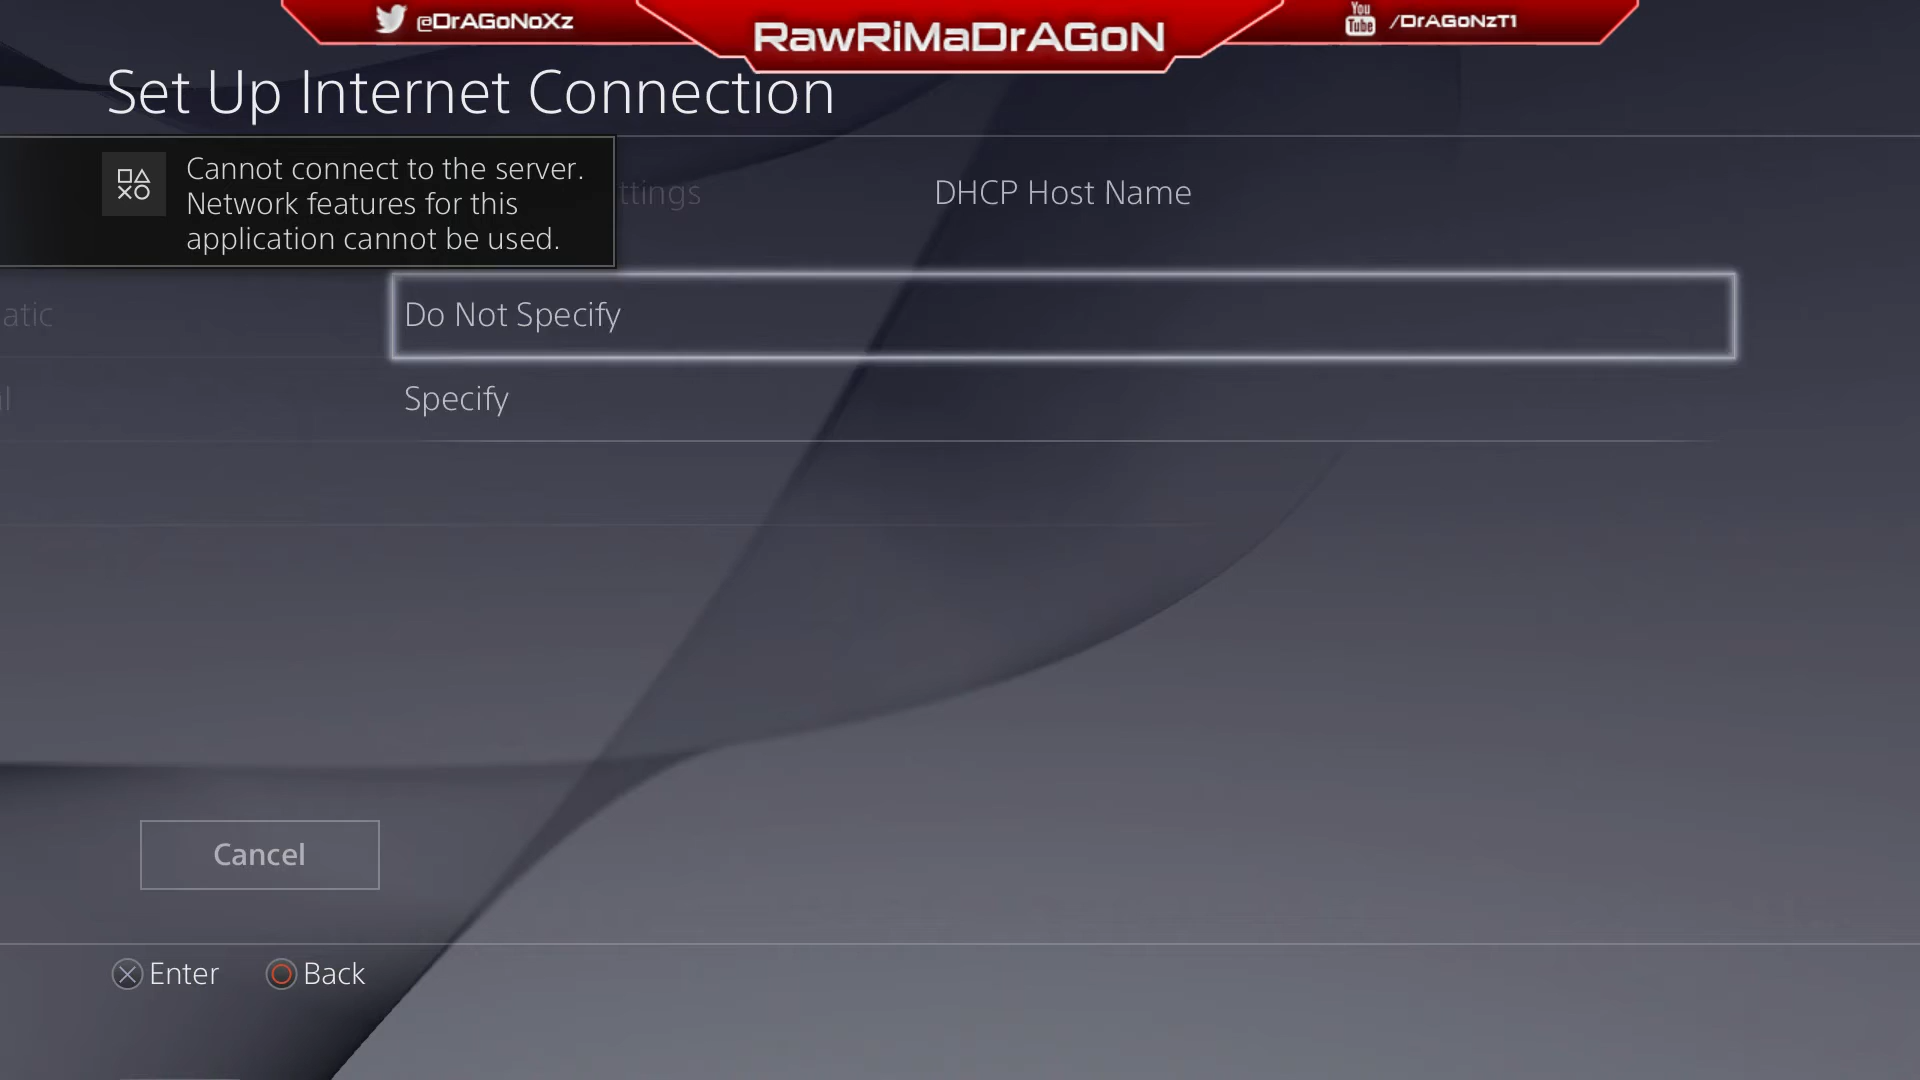 @DrAGoNoXz
RawRiMaDrAGoN
You
Tube
/DrAGoNzT1
Set Up Internet Connection
Cannot connect to the server.
Network features for this
application cannot be used.
ttings
DHCP Host Name
atic
Do Not Specify
l
Specify
Cancel
Enter
Back